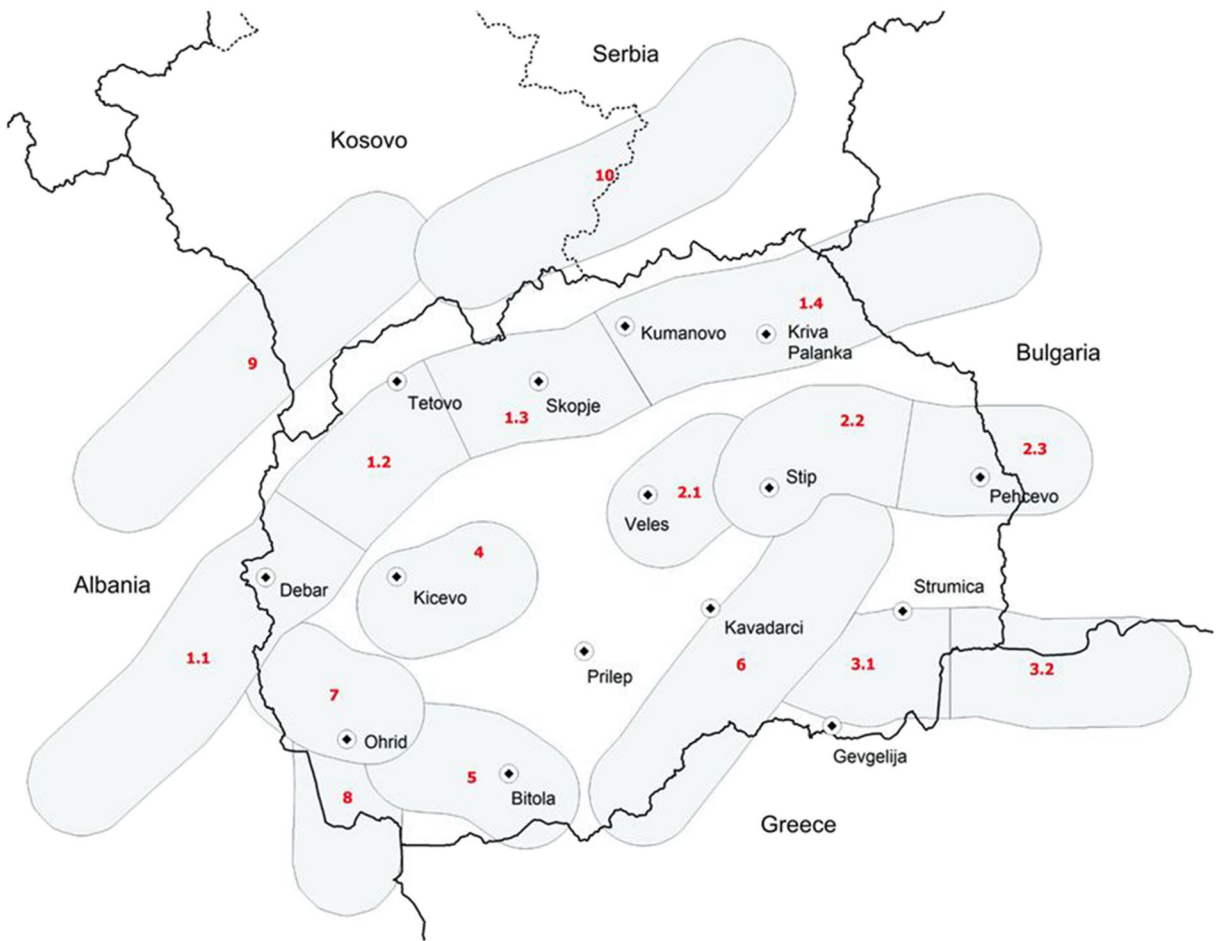 Serbia
Kosovo
10
1.4
Kumanovo
Kriva
Palanka
Bulgaria
9
Tetovo
Skopje
1.3
1.2
2.2
2.3
Stip
Pehcevo
2.1
Veles
4
Albania
Debar
Kicevo
Strumica
Kavadarci
1.1
Prilep
6
3.1
3.2
7
Ohrid
Gevgelija
5
8
Bitola
Greece